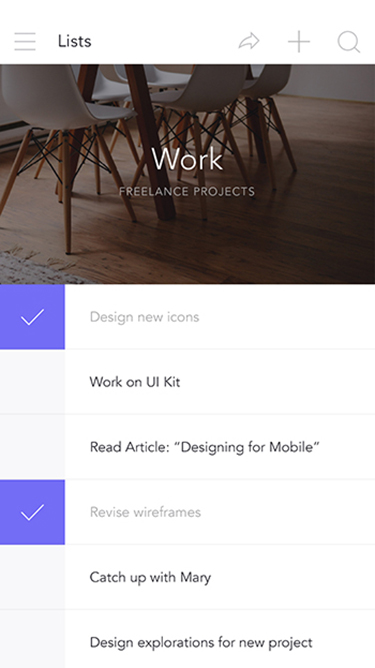 Lists
Work
FREELANCE PROJECTS
Design new icons
Work on UI Kit
Read Article: “Designing for Mobile”
Revise wireframes
Catch up with Mary
Design explorations for new project